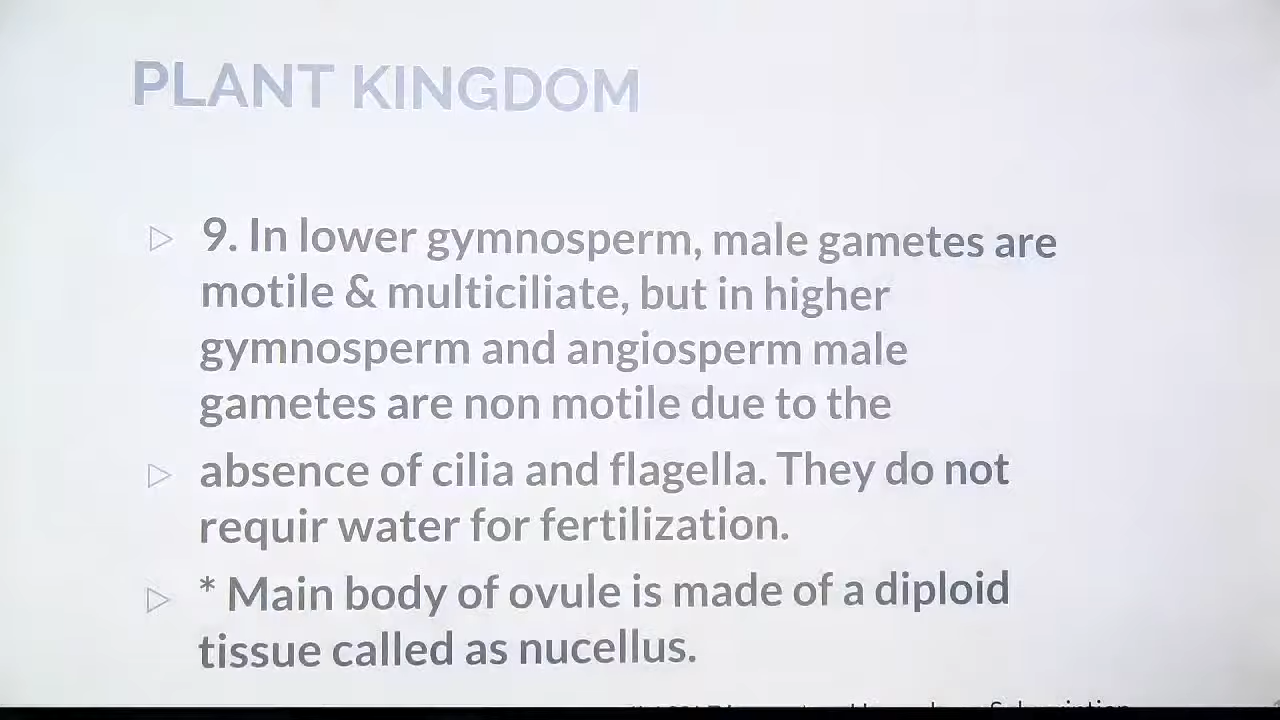 PLANT KINGDOM
9. In lower gymnosperm, male gametes are
motile & multiciliate, but in higher
gymnosperm and angiosperm male
gametes are non motile due to the
absence of cilia and flagella. They do not
requir water for fertilization.
* Main body of ovule is made of a diploid
tissue called as nucellus.